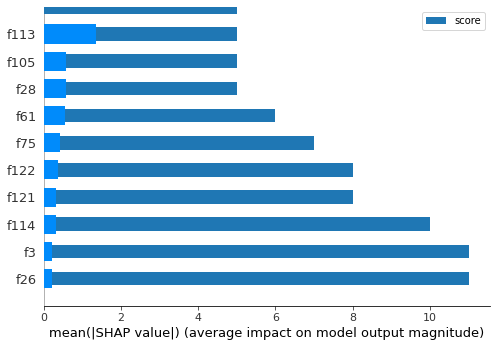 score
f113
f105
f28
f61
f75
f122
f121
f114
f3
f26
0 2 4 6 8 10
mean(|SHAP value|) (average impact on model output magnitude)